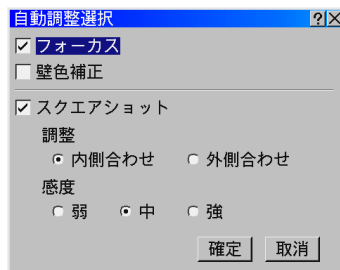 自動調整選択
フォーカス
壁色補正
スクエアショット
調整
内側合わせ 外側合わせ
感度
弱 中 強
確定 取消